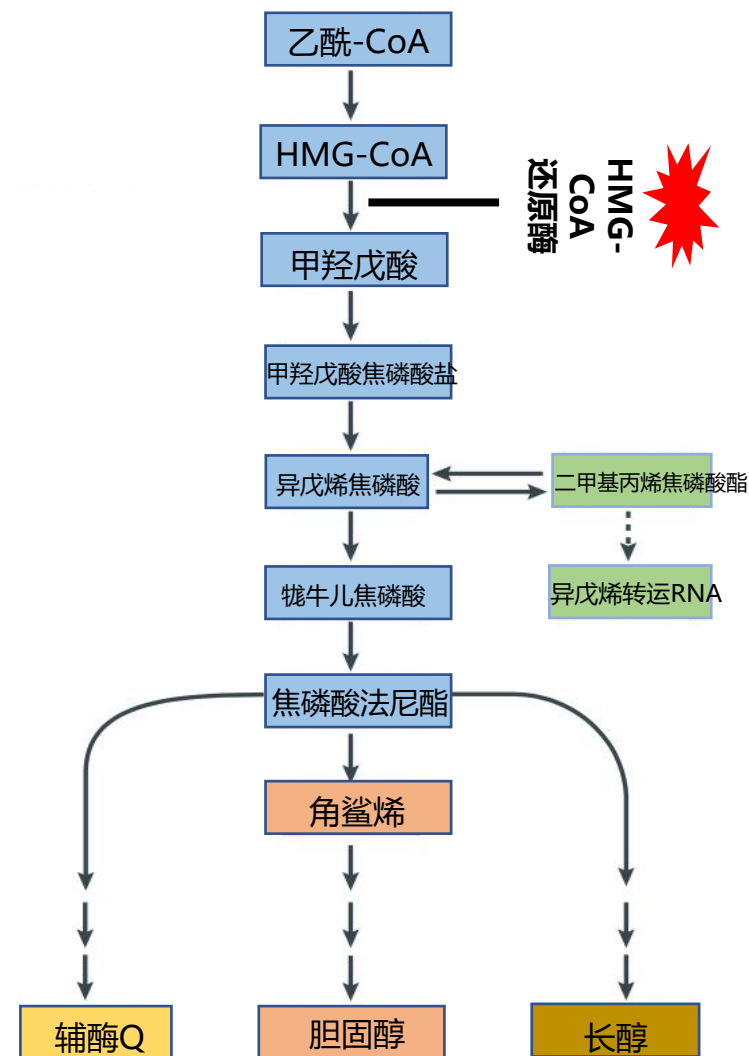 乙酰-CoA
HMG-CoA
HMG-
CoA
还原酶
甲羟戊酸
甲羟戊酸焦磷酸盐
异戊烯焦磷酸
二甲基丙烯焦磷酸酯
牻牛儿焦磷酸
异戊烯转运RNA
焦磷酸法尼酯
角鲨烯
辅酶Q
胆固醇
长醇